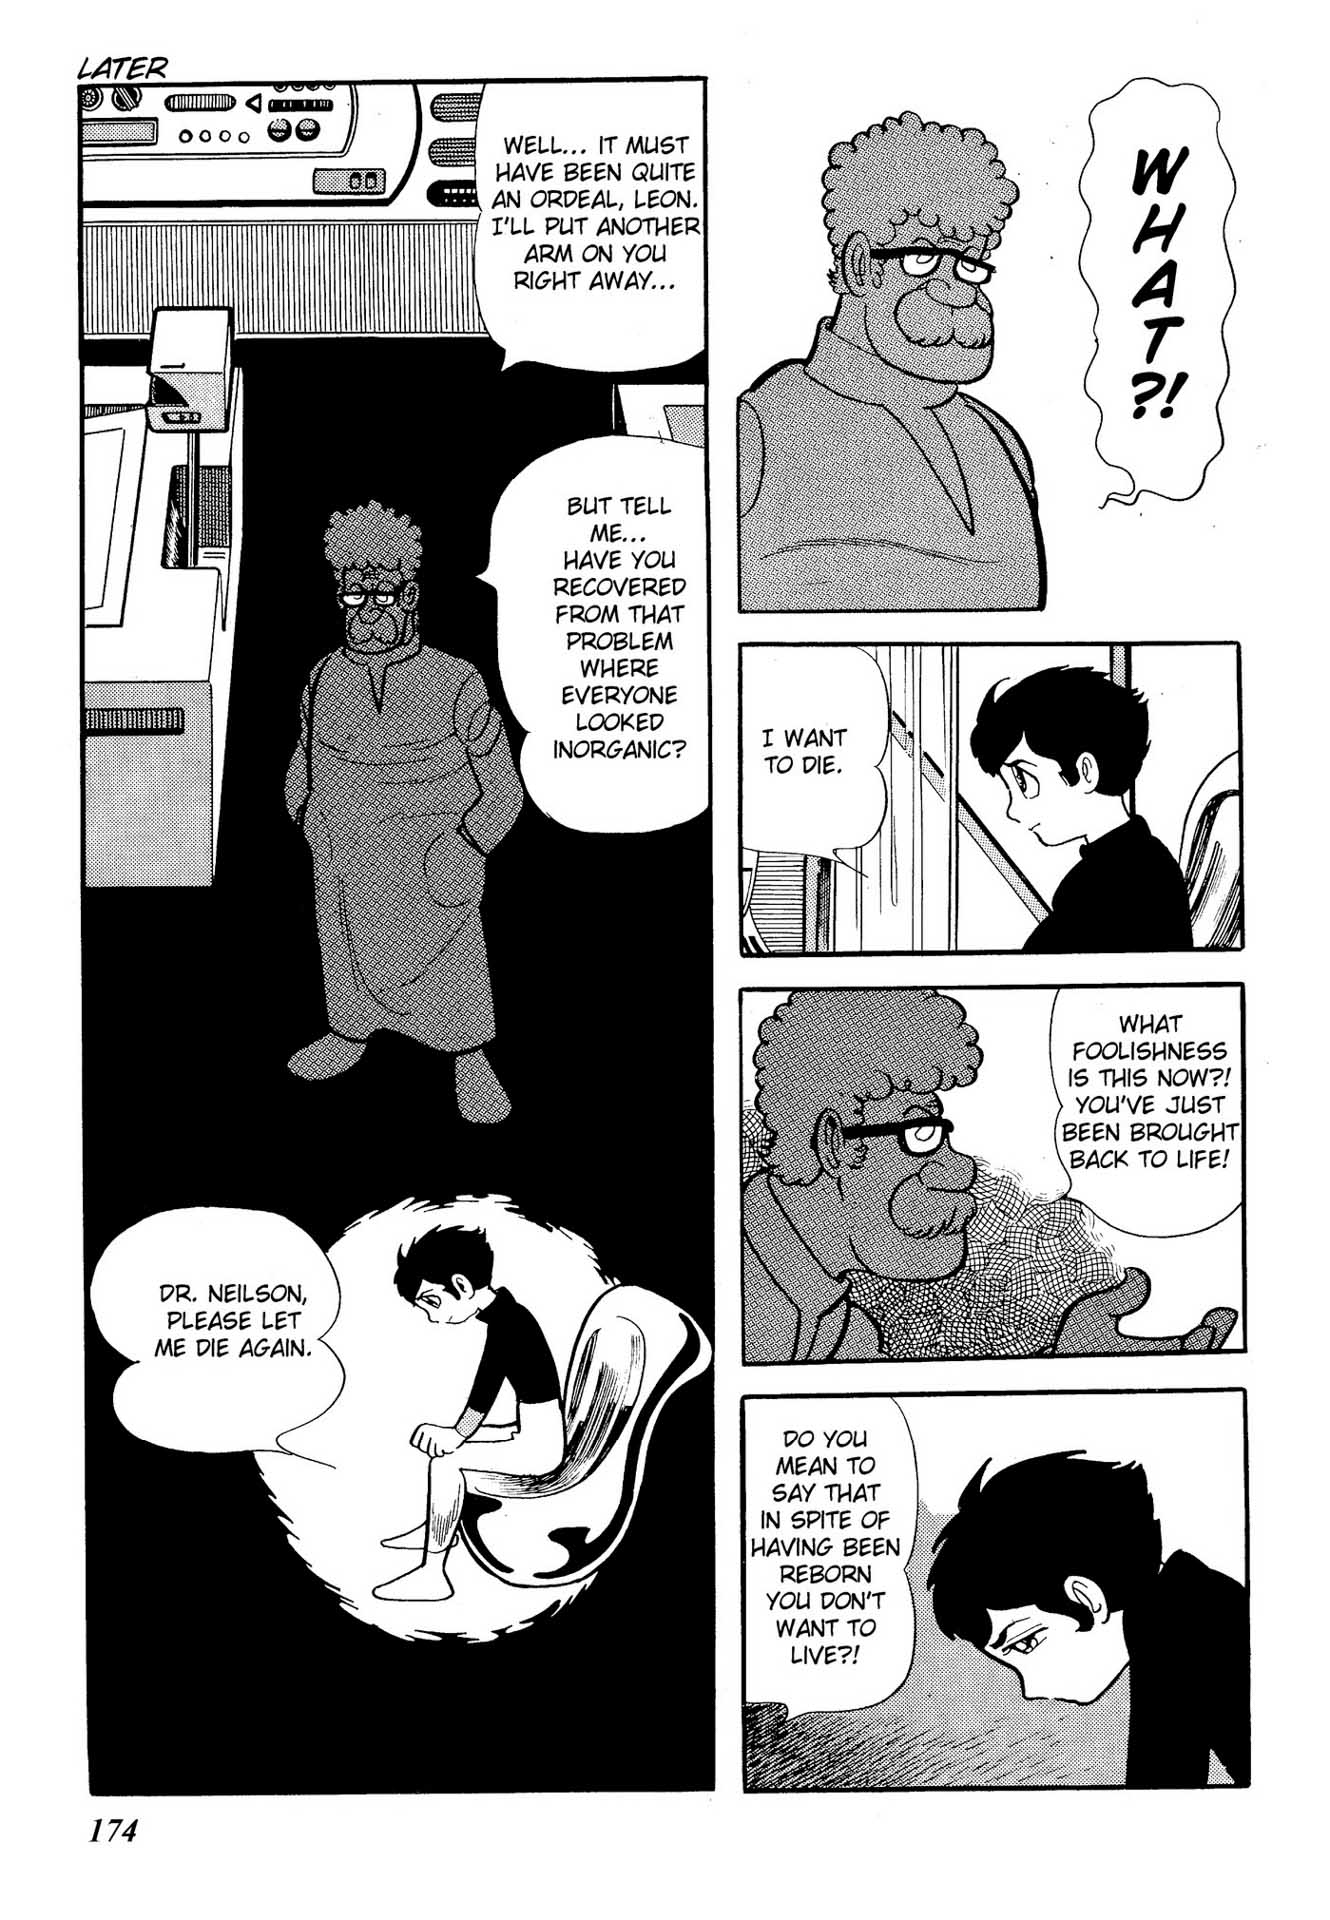 LATER
WELL... IT MUST
HAVE BEEN QUITE
AN ORDEAL, LEON.
I'LL PUT ANOTHER
ARM ON YOU
RIGHT AWAY...
BUT TELL
ME...
HAVE YOU
RECOVERED
FROM THAT
PROBLEM
WHERE
EVERYONE
LOOKED
INORGANIC?
DR. NEILSON,
PLEASE LET
ME DIE AGAIN.
WHAT?!
I WANT
TO DIE.
WHAT
FOOLISHNESS
IS THIS NOW?!
YOU'VE JUST
BEEN BROUGHT
BACK TO LIFE!
DO YOU
MEAN TO
SAY THAT
IN SPITE OF
HAVING BEEN
REBORN
YOU DON'T
WANT TO
LIVE?!
174